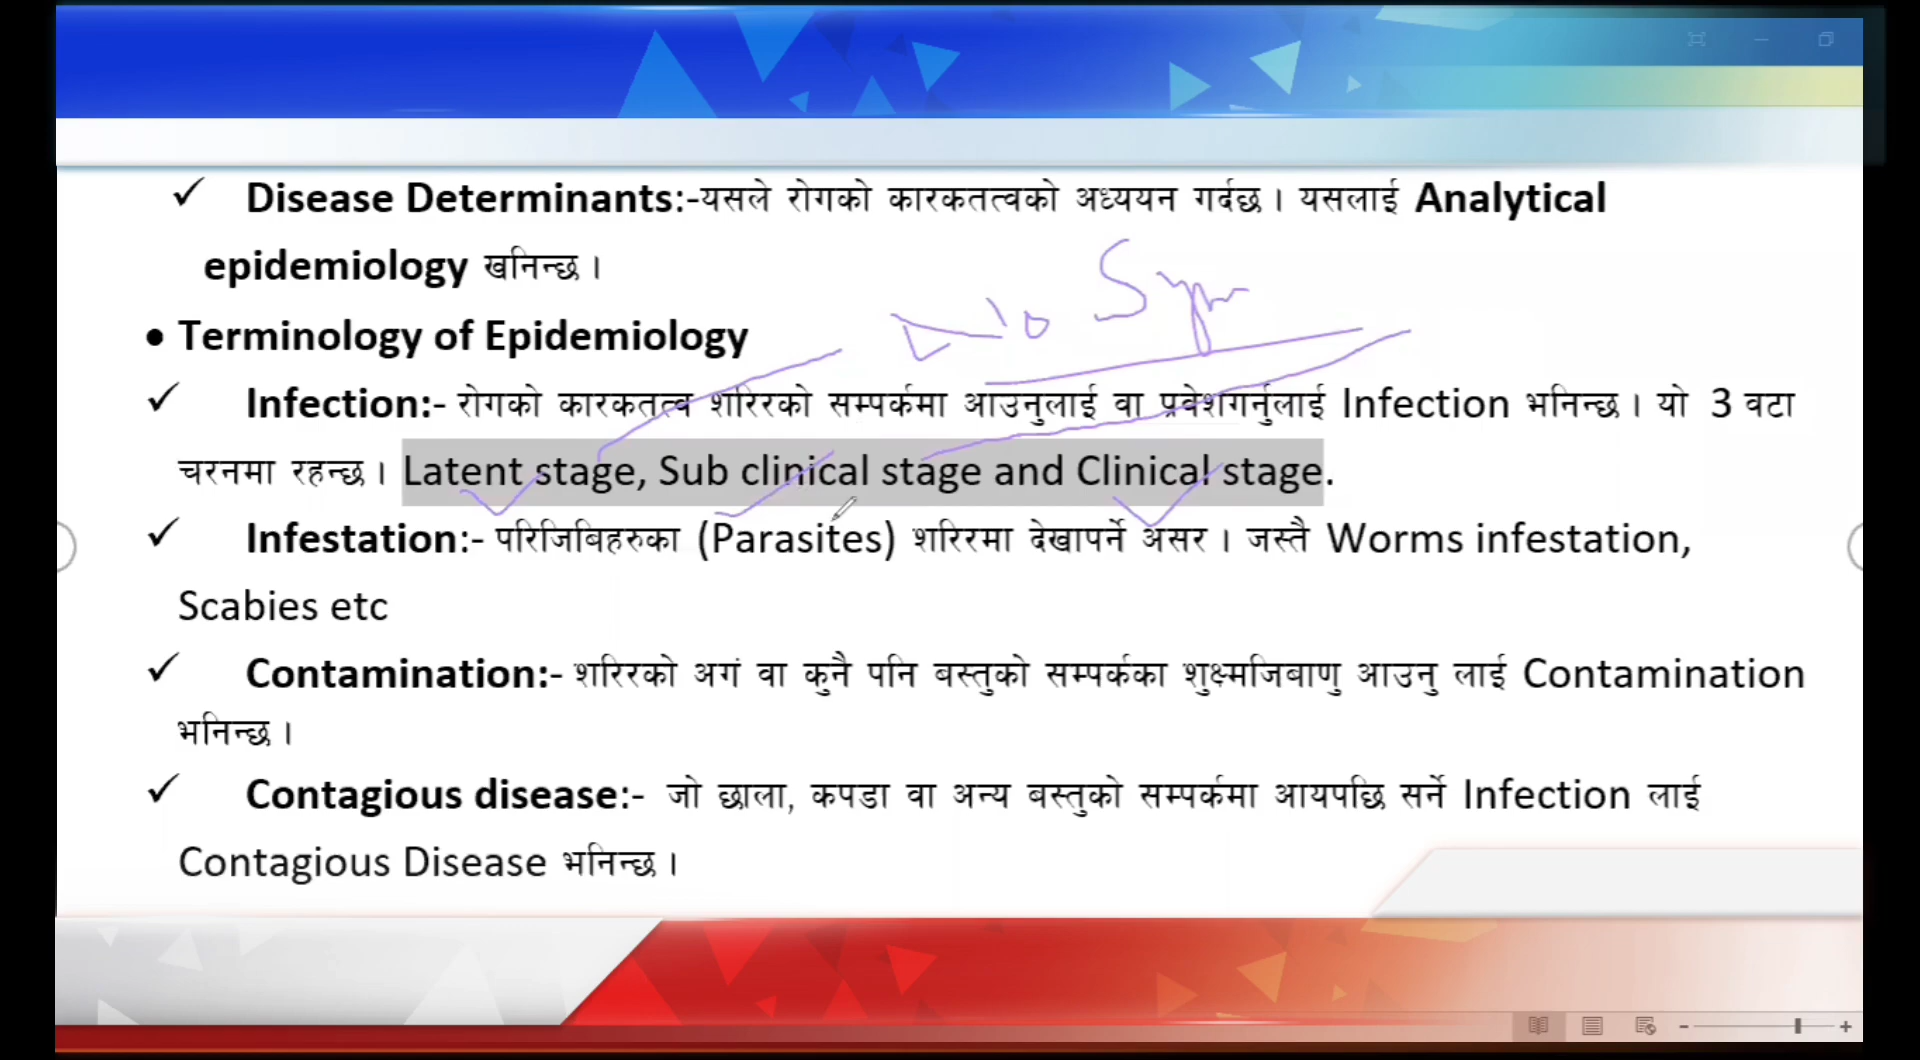 ✓ Disease Determinants:-यसले रोगको कारकतत्वको अध्ययन गर्दछ। यसलाई Analytical
epidemiology खनिन्छ।
No Sym
• Terminology of Epidemiology
✓ Infection:- रोगको कारकतत्व शरिरको सम्पर्कमा आउनुलाई वा प्रवेशगर्नुलाई Infection भनिन्छ। यो 3 वटा
चरनमा रहन्छ। Latent stage, Sub clinical stage and Clinical stage.
✓ Infestation:- परिजिबिहरुका (Parasites) शरिरमा देखापर्ने असर। जस्तै Worms infestation,
Scabies etc
✓ Contamination:- शरिरको अगं वा कुनै पनि बस्तुको सम्पर्कका शुक्ष्मजिबाणु आउनु लाई Contamination
भनिन्छ।
✓ Contagious disease:- जो छाला, कपडा वा अन्य बस्तुको सम्पर्कमा आयपछि सर्ने Infection लाई
Contagious Disease भनिन्छ।